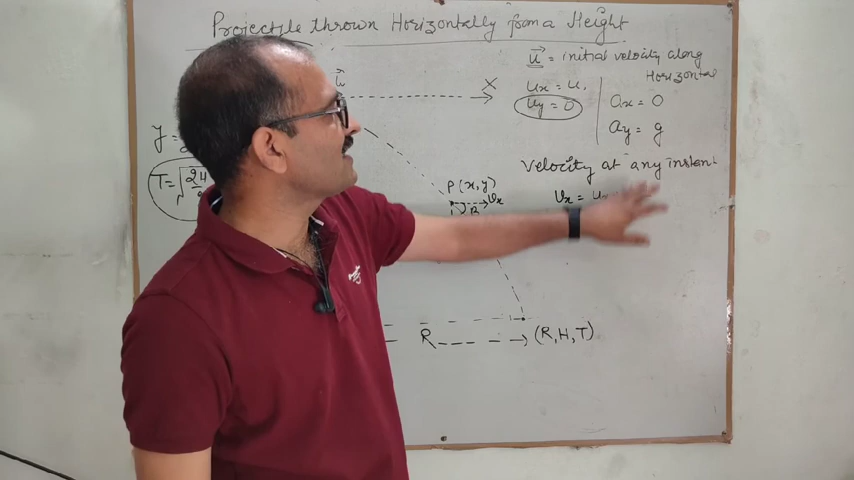 Projectile thrown Horizontally from a Height
u⃗
X
u⃗ = initial velocity along
Horizontal
ux = u.
uy = 0
ax = 0
ay = g
y =
T = √2H
Velocity at any instant
P(x,y)
vx
vx =
R
(R, H, T)